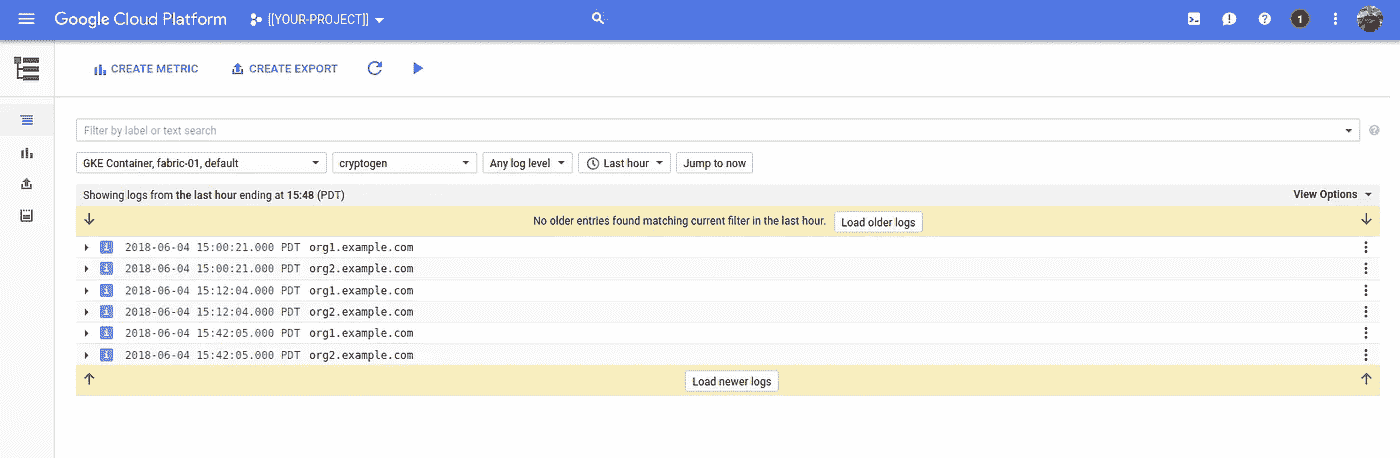 Google Cloud Platform [[YOUR-PROJECT]] 1
CREATE METRIC CREATE EXPORT
Filter by label or text search
GKE Container, fabric-01, default cryptogen Any log level Last hour Jump to now
Showing logs from the last hour ending at 15:48 (PDT) View Options
No older entries found matching current filter in the last hour. Load older logs
2018-06-04 15:00:21.000 PDT org1.example.com
2018-06-04 15:00:21.000 PDT org2.example.com
2018-06-04 15:12:04.000 PDT org1.example.com
2018-06-04 15:12:04.000 PDT org2.example.com
2018-06-04 15:42:05.000 PDT org1.example.com
2018-06-04 15:42:05.000 PDT org2.example.com
Load newer logs